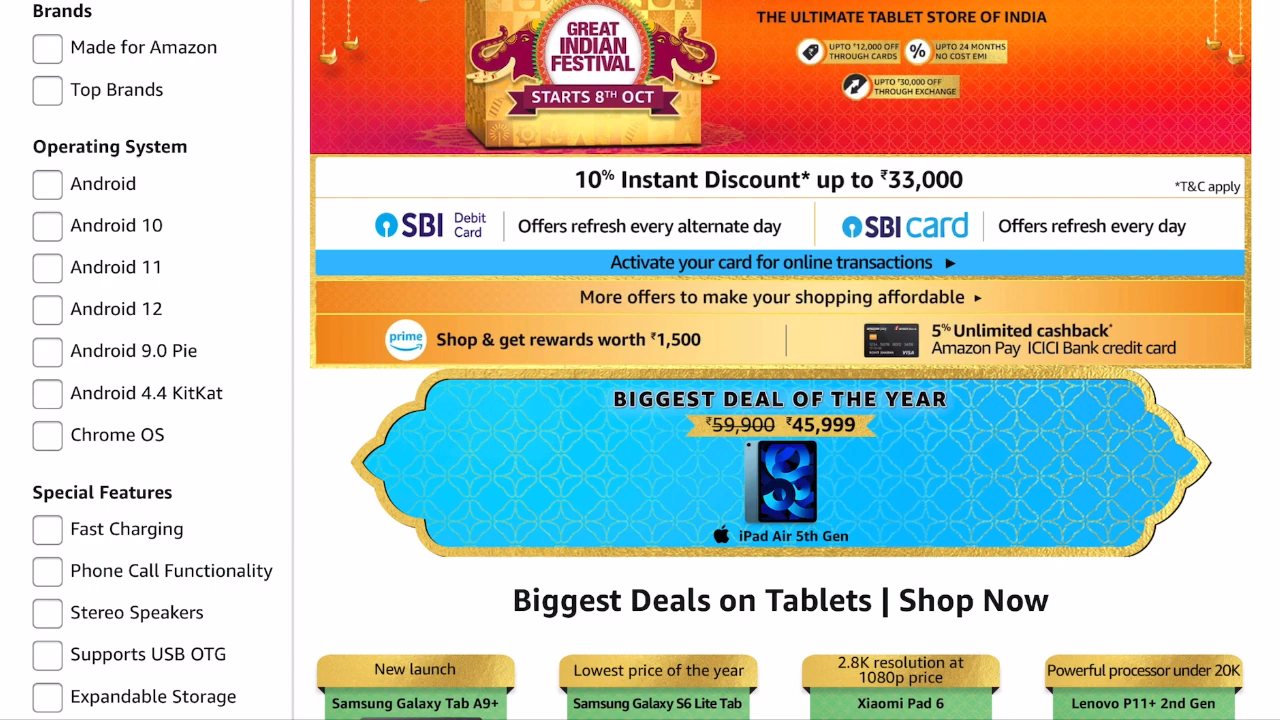 Brands
Made for Amazon
Top Brands
Operating System
Android
Android 10
Android 11
Android 12
Android 9.0 Pie
Android 4.4 KitKat
Chrome OS
Special Features
Fast Charging
Phone Call Functionality
Stereo Speakers
Supports USB OTG
Expandable Storage
GREAT
INDIAN
FESTIVAL
STARTS 8TH OCT
THE ULTIMATE TABLET STORE OF INDIA
UPTO ₹12,000 OFF
THROUGH CARDS
% UPTO 24 MONTHS
NO COST EMI
UPTO ₹30,000 OFF
THROUGH EXCHANGE
10% Instant Discount* up to ₹33,000
*T&C apply
SBI Debit
Card
Offers refresh every alternate day
SBI card
Offers refresh every day
Activate your card for online transactions ▸
More offers to make your shopping affordable ▸
prime
Shop & get rewards worth ₹1,500
5% Unlimited cashback*
Amazon Pay ICICI Bank credit card
VISA
BIGGEST DEAL OF THE YEAR
₹59,900 ₹45,999
iPad Air 5th Gen
Biggest Deals on Tablets | Shop Now
New launch
Samsung Galaxy Tab A9+
Lowest price of the year
Samsung Galaxy S6 Lite Tab
2.8K resolution at
1080p price
Xiaomi Pad 6
Powerful processor under 20K
Lenovo P11+ 2nd Gen